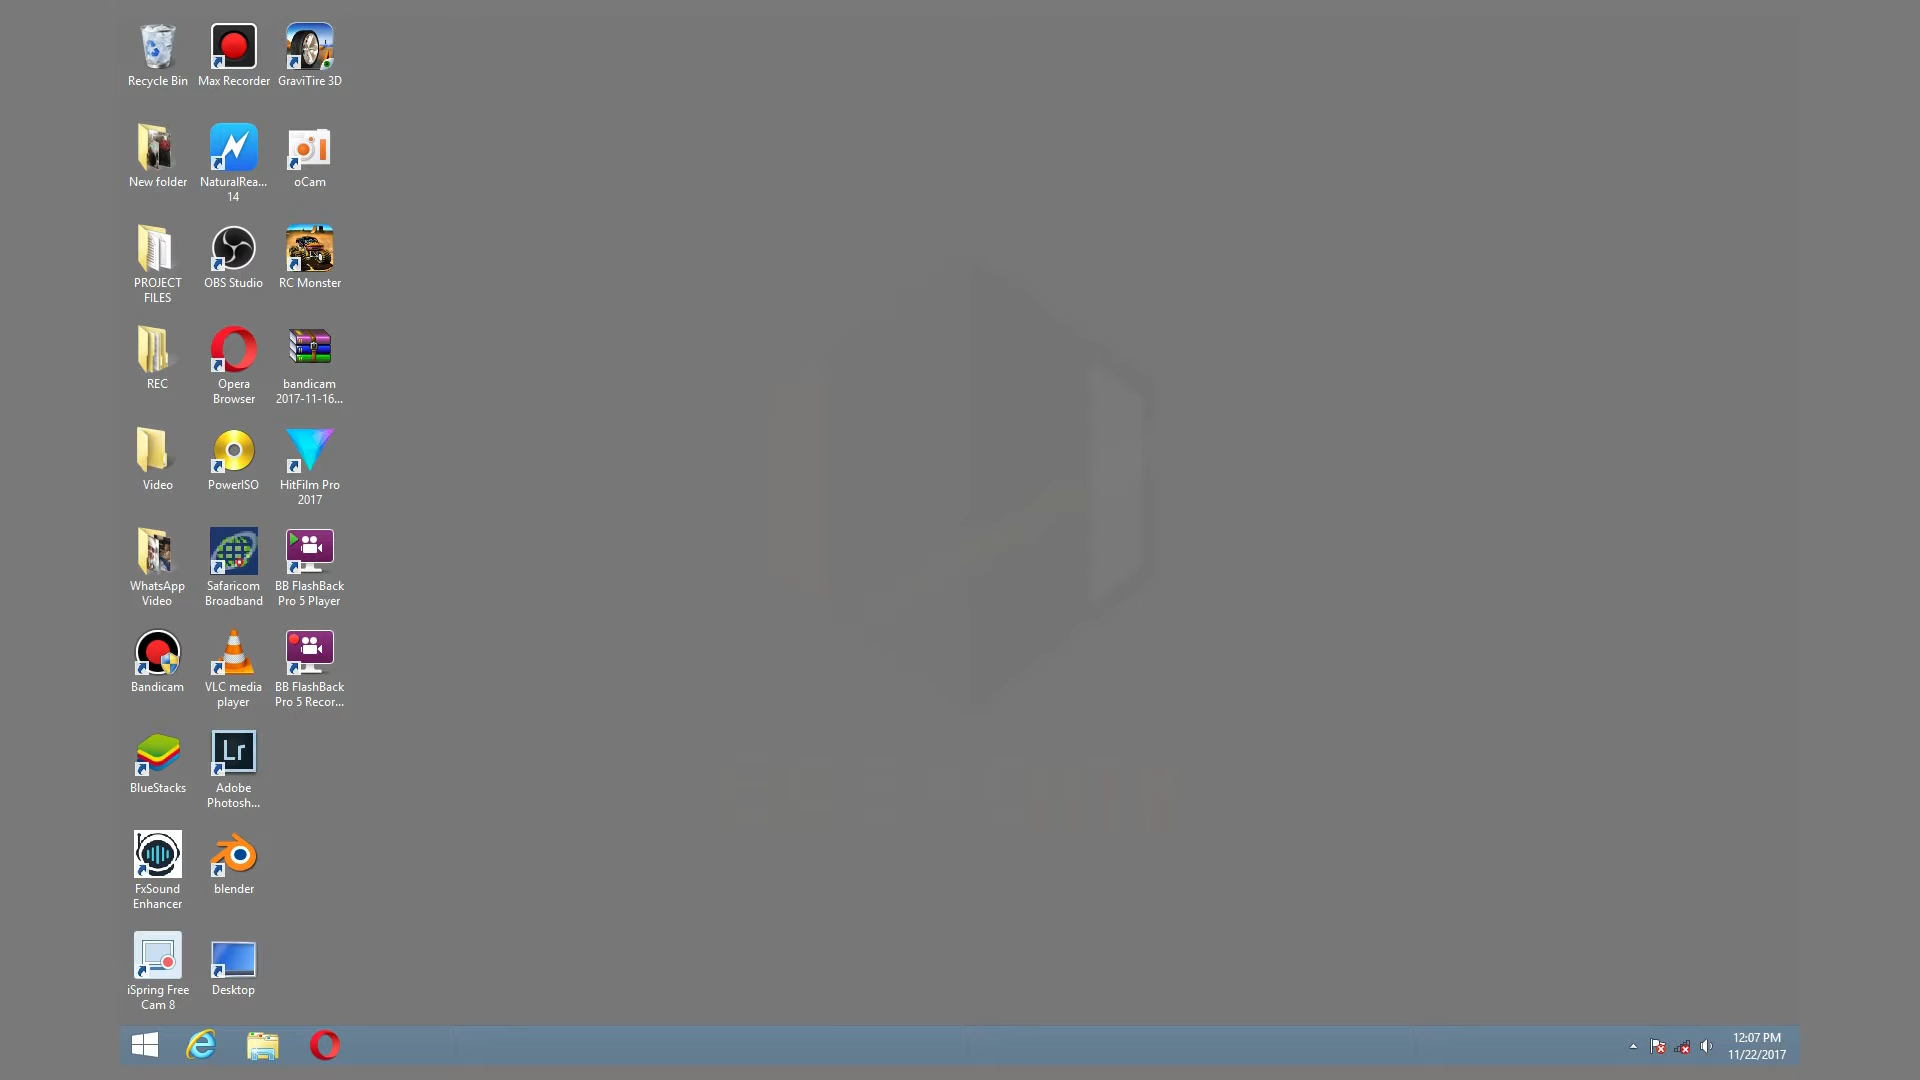 Recycle Bin
Max Recorder
GraviTire 3D
New folder
NaturalRea...
14
oCam
PROJECT
FILES
OBS Studio
RC Monster
REC
Opera
Browser
bandicam
2017-11-16...
Video
PowerISO
HitFilm Pro
2017
WhatsApp
Video
Safaricom
Broadband
BB FlashBack
Pro 5 Player
Bandicam
VLC media
player
BB FlashBack
Pro 5 Recor...
BlueStacks
Lr
Adobe
Photosh...
FxSound
Enhancer
blender
iSpring Free
Cam 8
Desktop
12:07 PM
11/22/2017